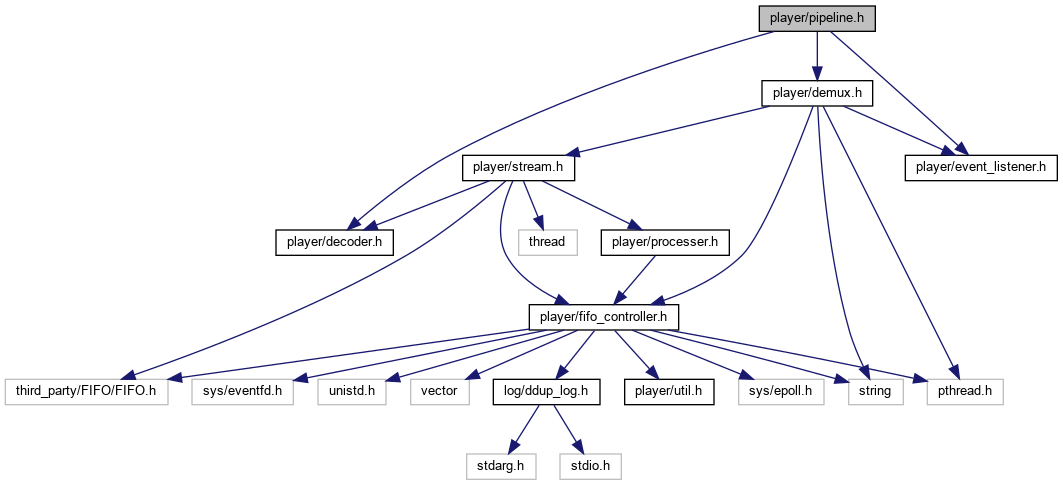 player/pipeline.h
player/demux.h
player/stream.h
player/event_listener.h
player/decoder.h
thread
player/processer.h
player/fifo_controller.h
third_party/FIFO/FIFO.h
sys/eventfd.h
unistd.h
vector
log/ddup_log.h
player/util.h
sys/epoll.h
string
pthread.h
stdarg.h
stdio.h